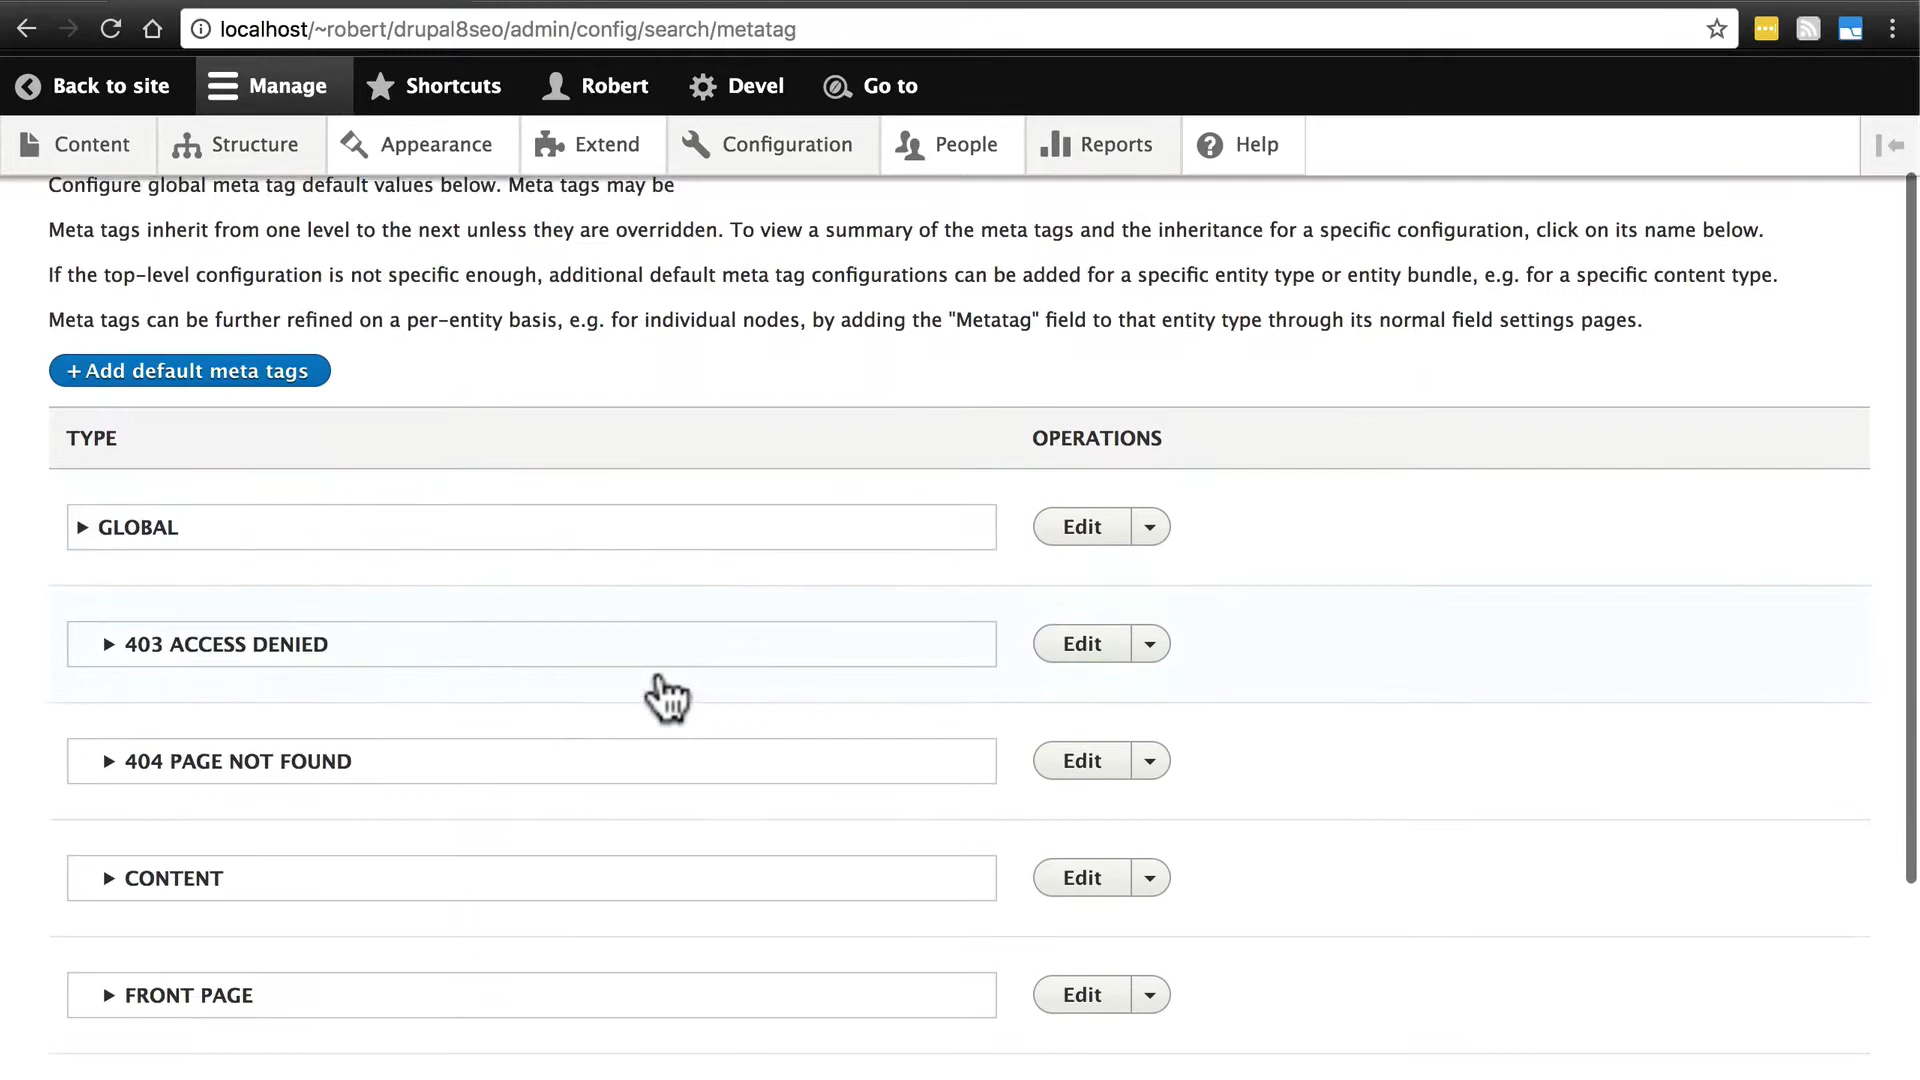 localhost/~robert/drupal8seo/admin/config/search/metatag
Back to site Manage Shortcuts Robert Devel Go to
Content Structure Appearance Extend Configuration People Reports Help
Configure global meta tag default values below. Meta tags may be
Meta tags inherit from one level to the next unless they are overridden. To view a summary of the meta tags and the inheritance for a specific configuration, click on its name below.
If the top-level configuration is not specific enough, additional default meta tag configurations can be added for a specific entity type or entity bundle, e.g. for a specific content type.
Meta tags can be further refined on a per-entity basis, e.g. for individual nodes, by adding the "Metatag" field to that entity type through its normal field settings pages.
+ Add default meta tags
TYPE OPERATIONS
GLOBAL Edit
403 ACCESS DENIED Edit
404 PAGE NOT FOUND Edit
CONTENT Edit
FRONT PAGE Edit